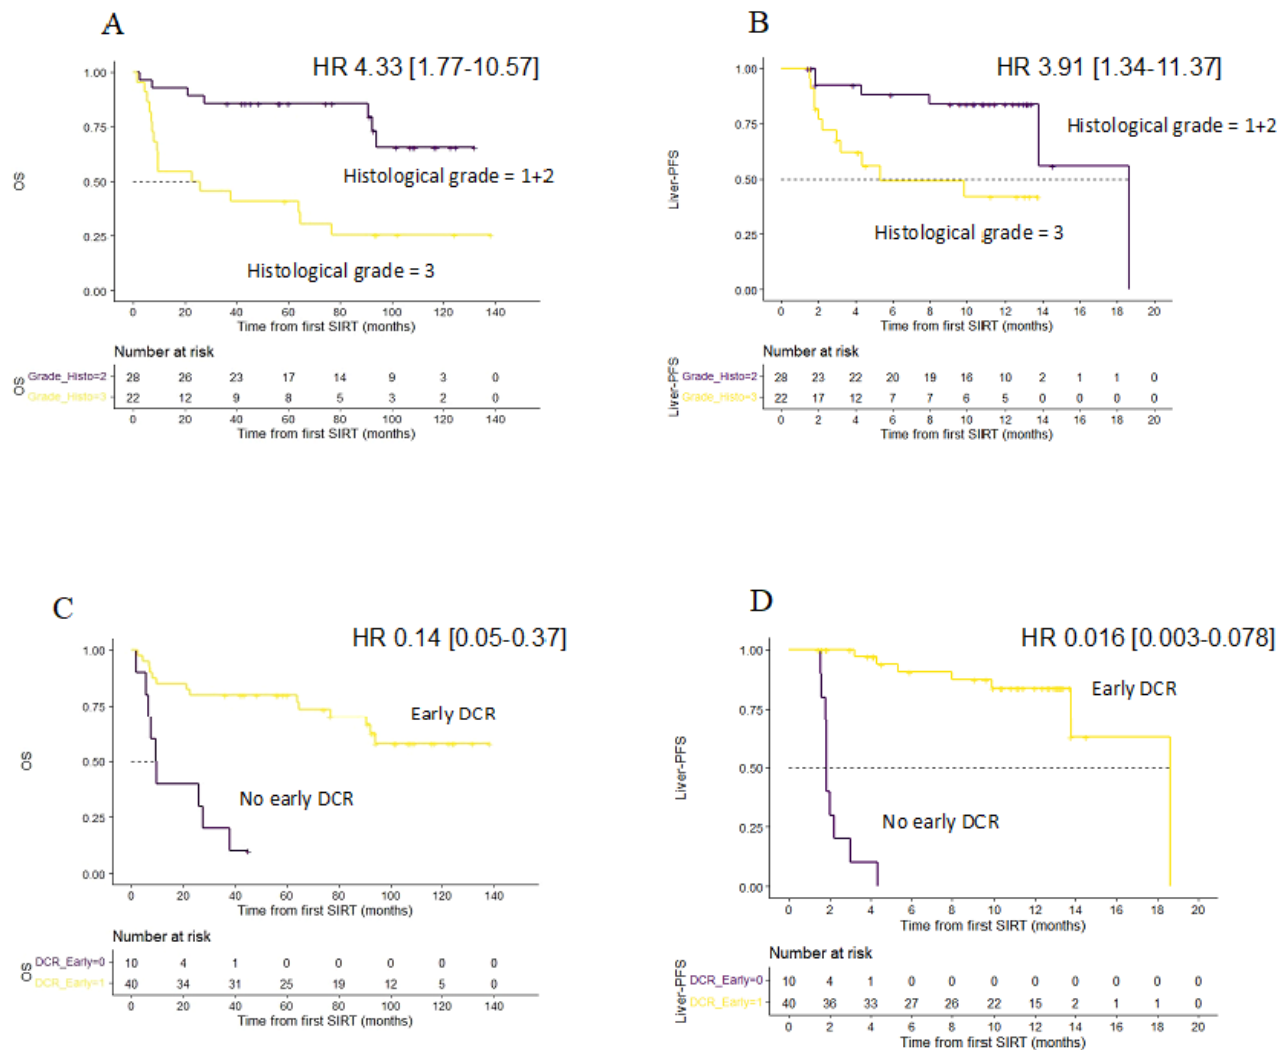 A
HR 4.33 [1.77-10.57]
1.00
0.75
0.50
0.25
0.00
OS
Histological grade = 1+2
Histological grade = 3
0 20 40 60 80 100 120 140
Time from first SIRT (months)
Number at risk
OS
Grade_Histo=2 28 26 23 17 14 9 3 0
Grade_Histo=3 22 12 9 8 5 3 2 0
0 20 40 60 80 100 120 140
Time from first SIRT (months)
B
HR 3.91 [1.34-11.37]
1.00
0.75
0.50
0.25
0.00
Liver-PFS
Histological grade = 1+2
Histological grade = 3
0 2 4 6 8 10 12 14 16 18 20
Time from first SIRT (months)
Number at risk
Liver-PFS
Grade_Histo=2 28 23 22 20 19 16 10 2 1 1 0
Grade_Histo=3 22 17 12 7 7 6 5 0 0 0 0
0 2 4 6 8 10 12 14 16 18 20
Time from first SIRT (months)
C
HR 0.14 [0.05-0.37]
1.00
0.75
0.50
0.25
0.00
OS
Early DCR
No early DCR
0 20 40 60 80 100 120 140
Time from first SIRT (months)
Number at risk
OS
DCR_Early=0 10 4 1 0 0 0 0 0
DCR_Early=1 40 34 31 25 19 12 5 0
0 20 40 60 80 100 120 140
Time from first SIRT (months)
D
HR 0.016 [0.003-0.078]
1.00
0.75
0.50
0.25
0.00
Liver-PFS
Early DCR
No early DCR
0 2 4 6 8 10 12 14 16 18 20
Time from first SIRT (months)
Number at risk
Liver-PFS
DCR_Early=0 10 4 1 0 0 0 0 0 0 0 0
DCR_Early=1 40 36 33 27 26 22 15 2 1 1 0
0 2 4 6 8 10 12 14 16 18 20
Time from first SIRT (months)